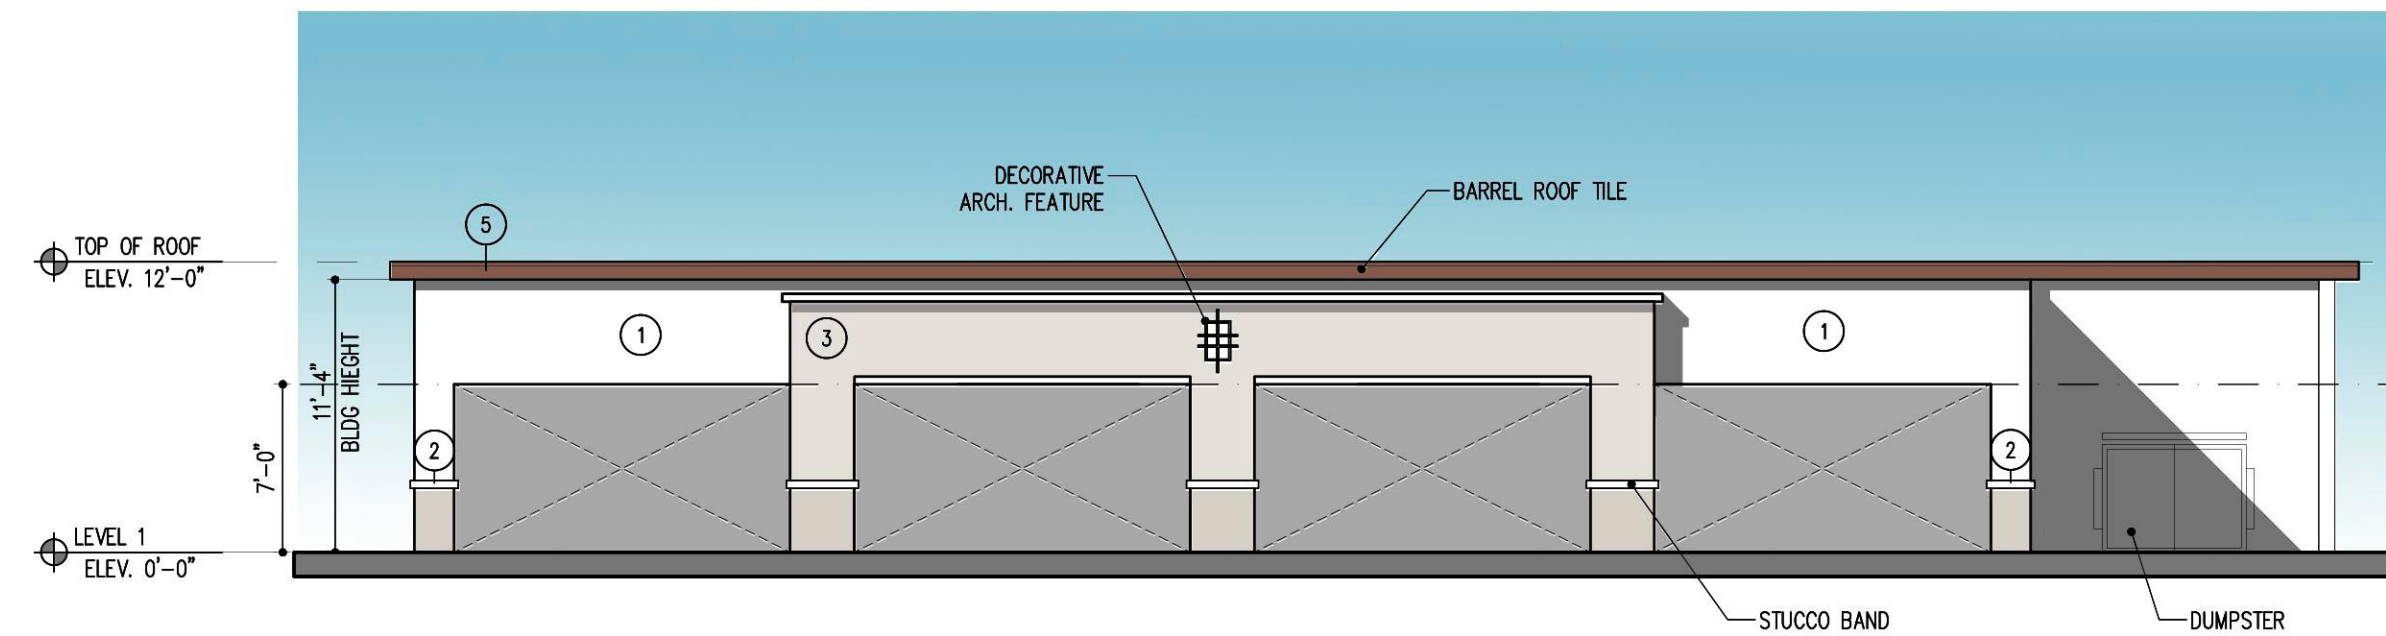 DECORATIVE
ARCH. FEATURE
BARREL ROOF TILE
5
TOP OF ROOF
ELEV. 12'-0"
1
3
1
11'-4"
BLDG HIEGHT
7'-0"
2
2
LEVEL 1
ELEV. 0'-0"
STUCCO BAND
DUMPSTER